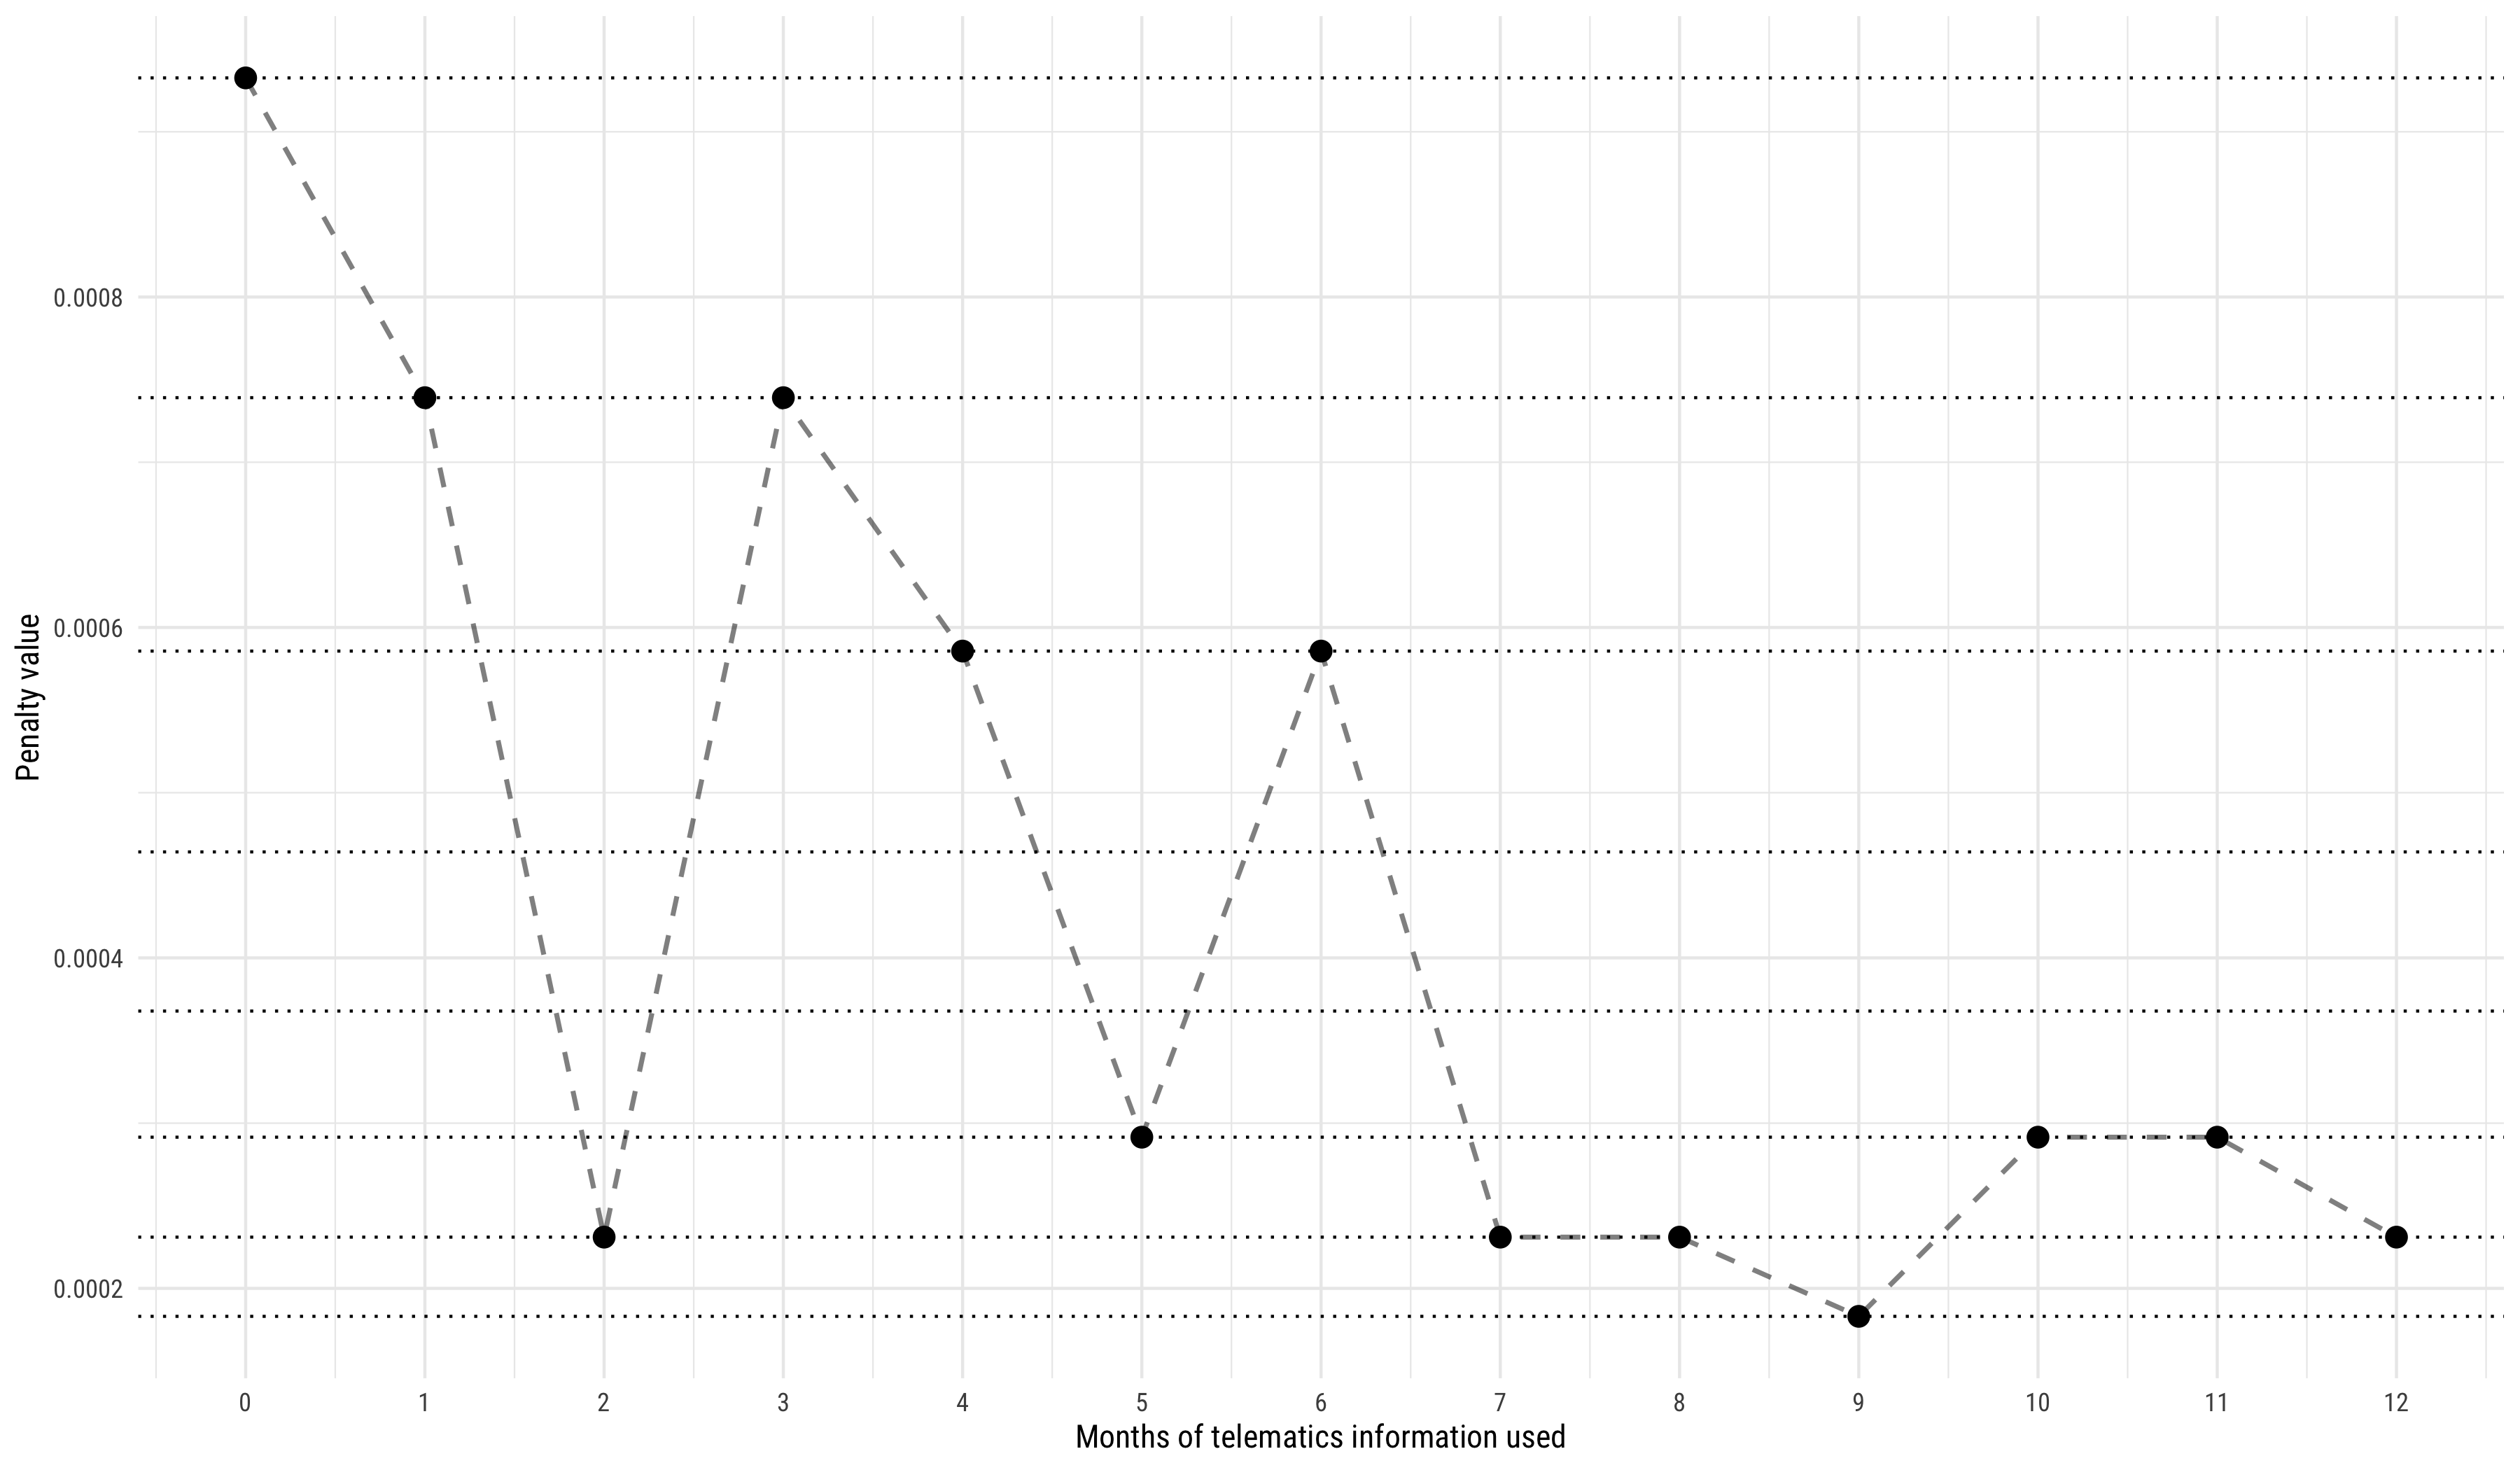 Penalty value
0.0008
0.0006
0.0004
0.0002
0 1 2 3 4 5 6 7 8 9 10 11 12
Months of telematics information used